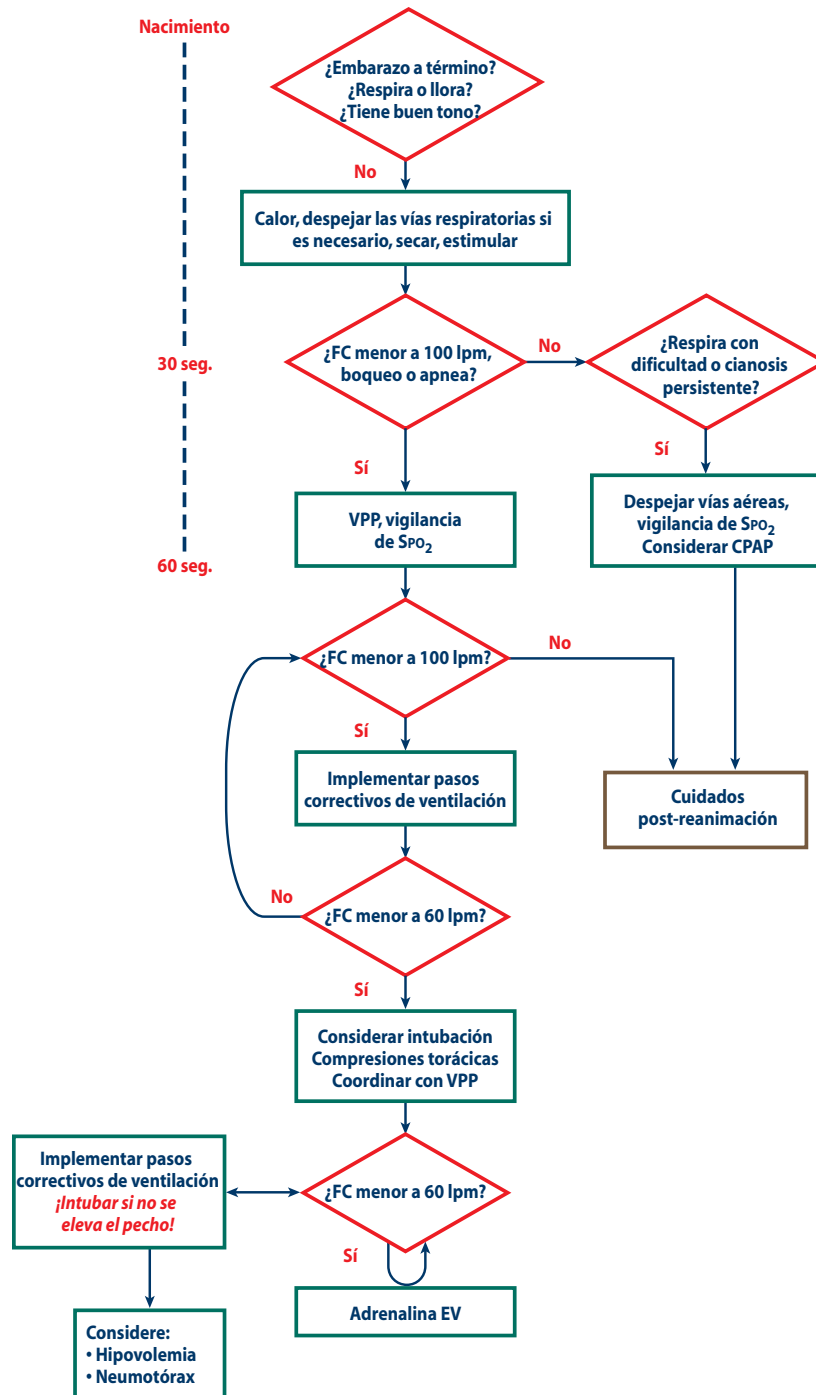 Nacimiento
¿Embarazo a término?
¿Respira o llora?
¿Tiene buen tono?
No
Calor, despejar las vías respiratorias si
es necesario, secar, estimular
30 seg.
¿FC menor a 100 lpm,
boqueo o apnea?
No
¿Respira con
dificultad o cianosis
persistente?
Sí
Sí
VPP, vigilancia
de SPO2
Despejar vías aéreas,
vigilancia de SPO2
Considerar CPAP
60 seg.
¿FC menor a 100 lpm?
No
Sí
Implementar pasos
correctivos de ventilación
Cuidados
post-reanimación
No
¿FC menor a 60 lpm?
Sí
Considerar intubación
Compresiones torácicas
Coordinar con VPP
Implementar pasos
correctivos de ventilación
¡Intubar si no se
eleva el pecho!
¿FC menor a 60 lpm?
Sí
Adrenalina EV
Considere:
• Hipovolemia
• Neumotórax